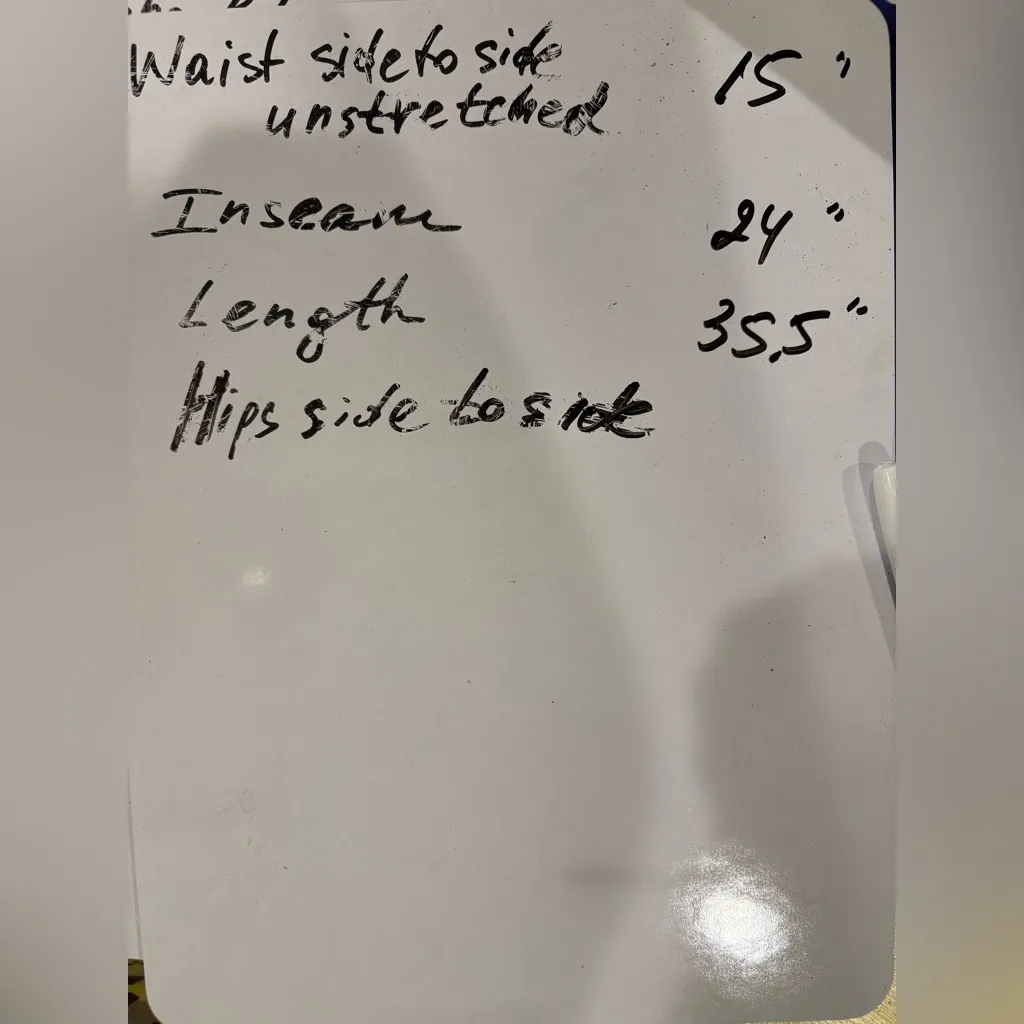 Waist side to side 15"
unstretched
Inseam 24"
Length 35,5"
Hips side to side